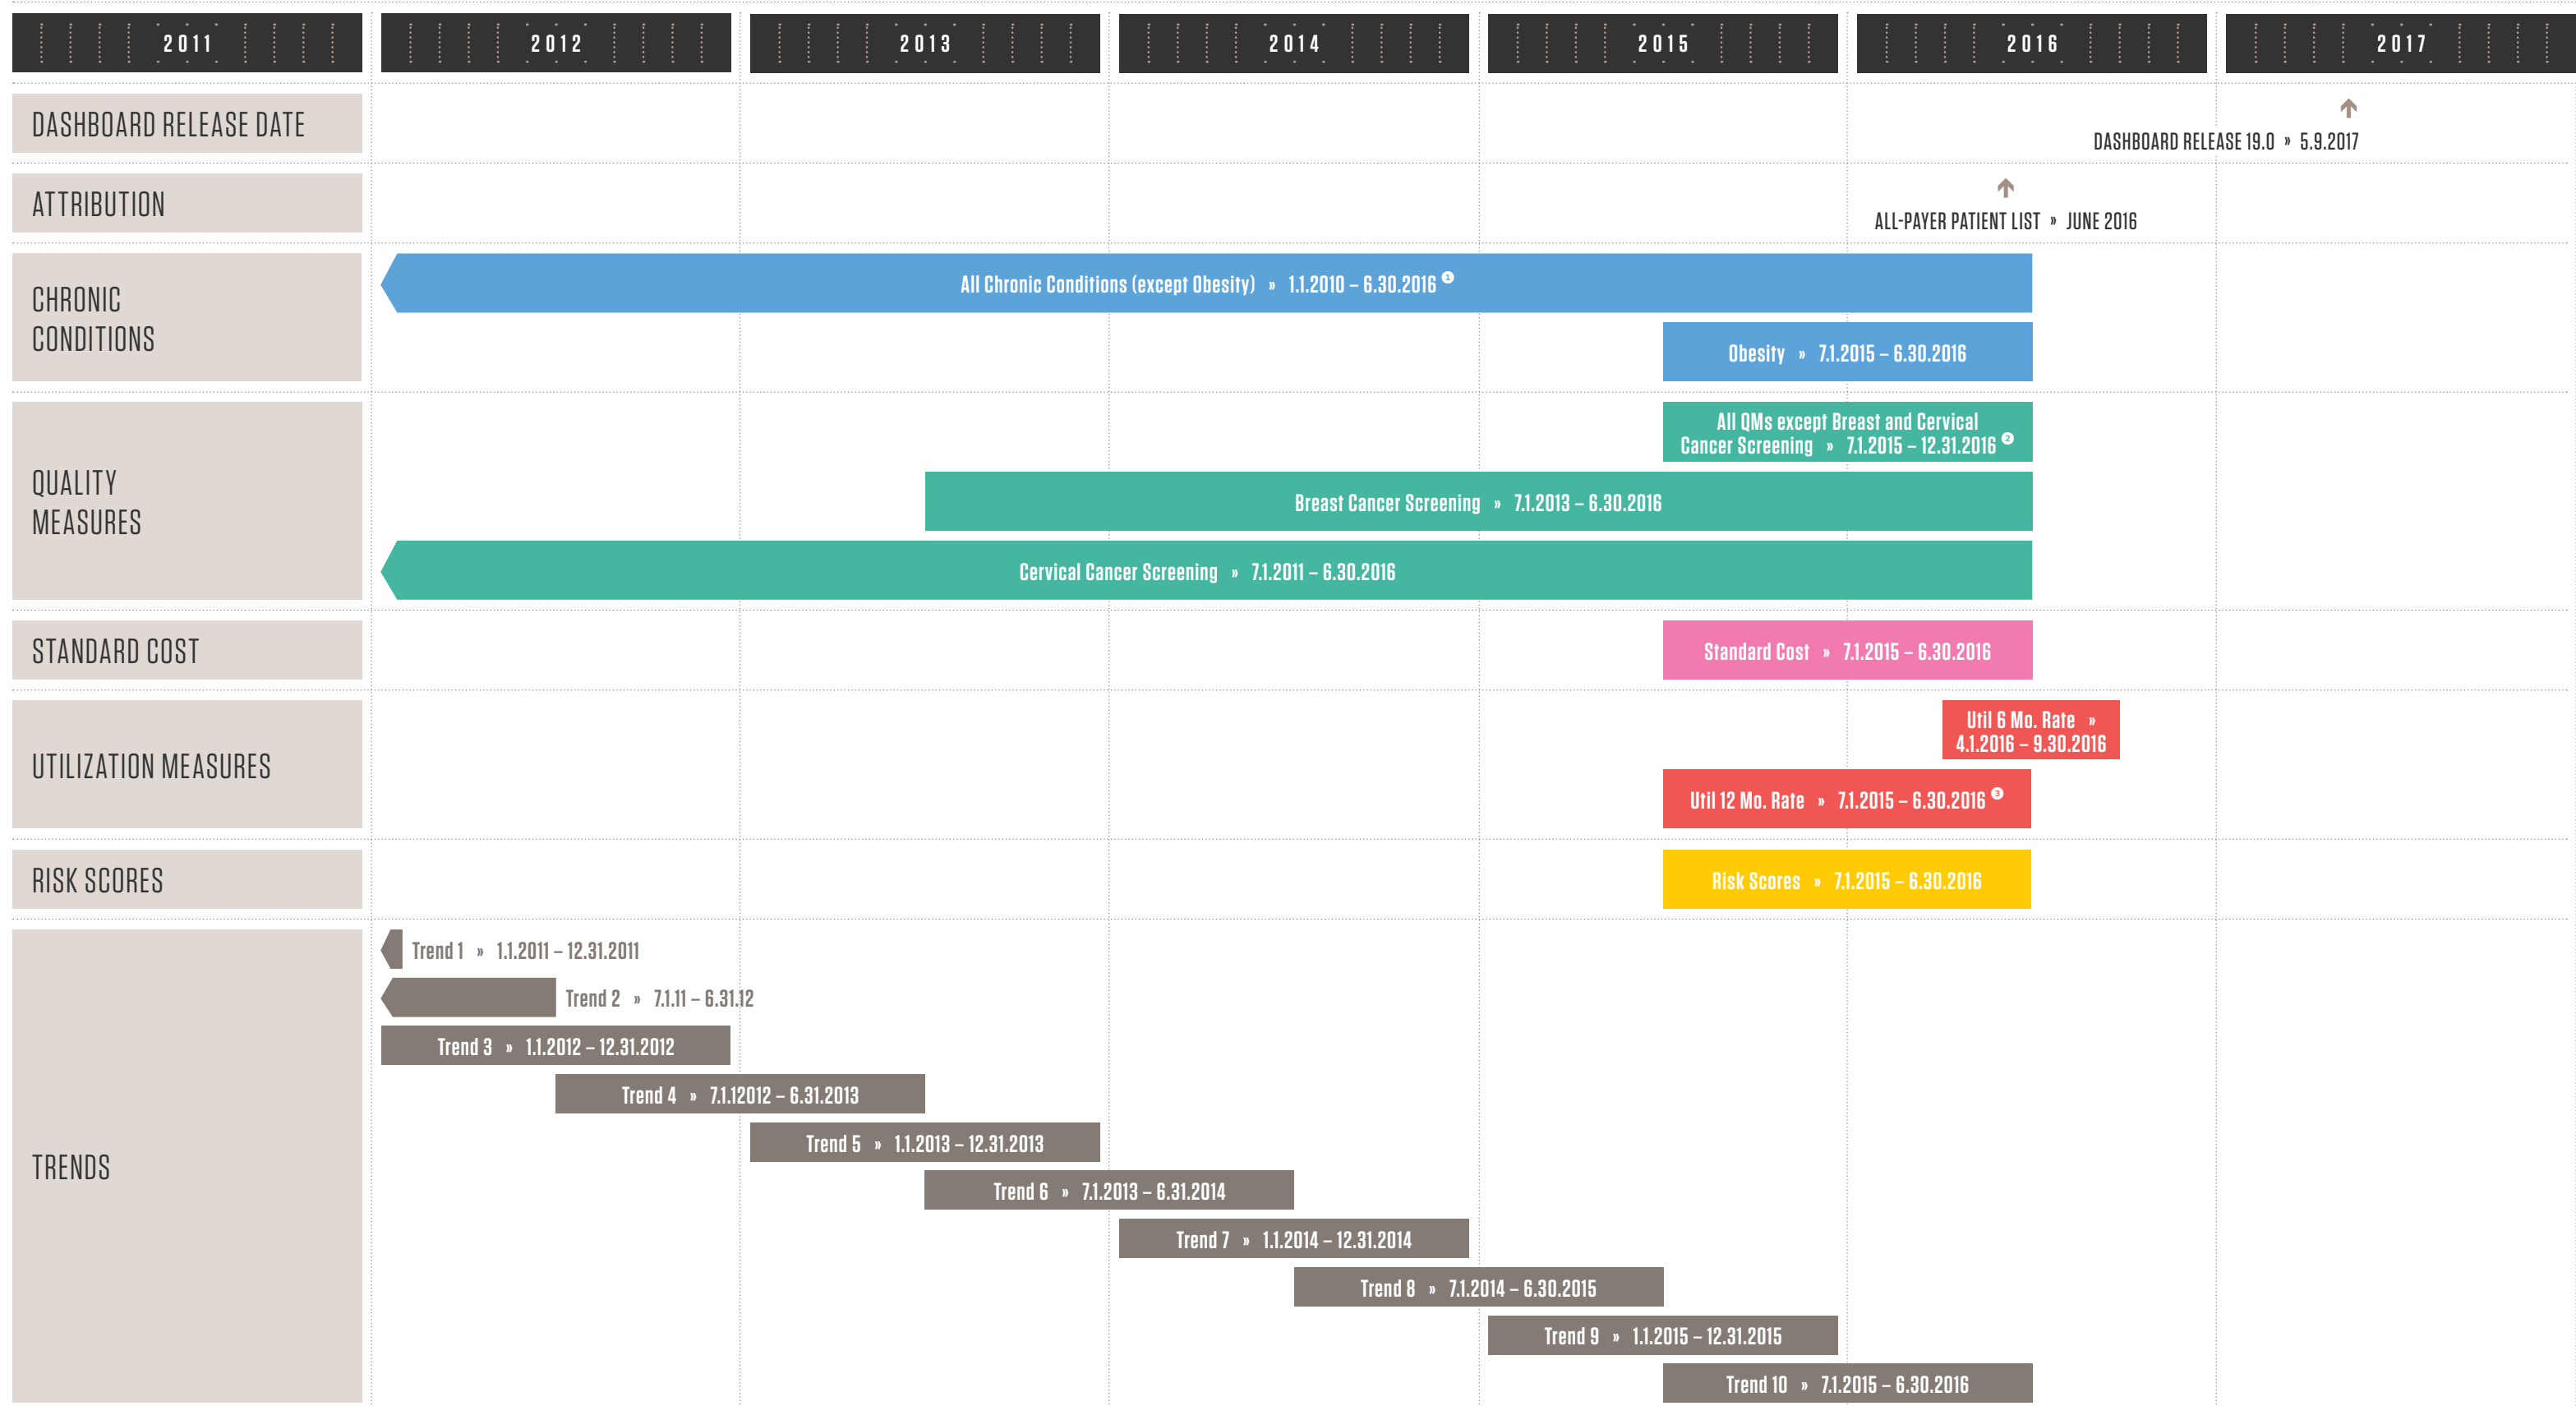 2011 2012 2013 2014 2015 2016 2017
DASHBOARD RELEASE DATE
DASHBOARD RELEASE 19.0 » 5.9.2017
ATTRIBUTION
ALL-PAYER PATIENT LIST » JUNE 2016
CHRONIC
CONDITIONS
All Chronic Conditions (except Obesity) » 1.1.2010 – 6.30.2016 1
Obesity » 7.1.2015 – 6.30.2016
QUALITY
MEASURES
All QMs except Breast and Cervical
Cancer Screening » 7.1.2015 – 12.31.2016 2
Breast Cancer Screening » 7.1.2013 – 6.30.2016
Cervical Cancer Screening » 7.1.2011 – 6.30.2016
STANDARD COST
Standard Cost » 7.1.2015 – 6.30.2016
UTILIZATION MEASURES
Util 6 Mo. Rate »
4.1.2016 – 9.30.2016
Util 12 Mo. Rate » 7.1.2015 – 6.30.2016 3
RISK SCORES
Risk Scores » 7.1.2015 – 6.30.2016
TRENDS
Trend 1 » 1.1.2011 – 12.31.2011
Trend 2 » 7.1.11 – 6.31.12
Trend 3 » 1.1.2012 – 12.31.2012
Trend 4 » 7.1.12012 – 6.31.2013
Trend 5 » 1.1.2013 – 12.31.2013
Trend 6 » 7.1.2013 – 6.31.2014
Trend 7 » 1.1.2014 – 12.31.2014
Trend 8 » 7.1.2014 – 6.30.2015
Trend 9 » 1.1.2015 – 12.31.2015
Trend 10 » 7.1.2015 – 6.30.2016